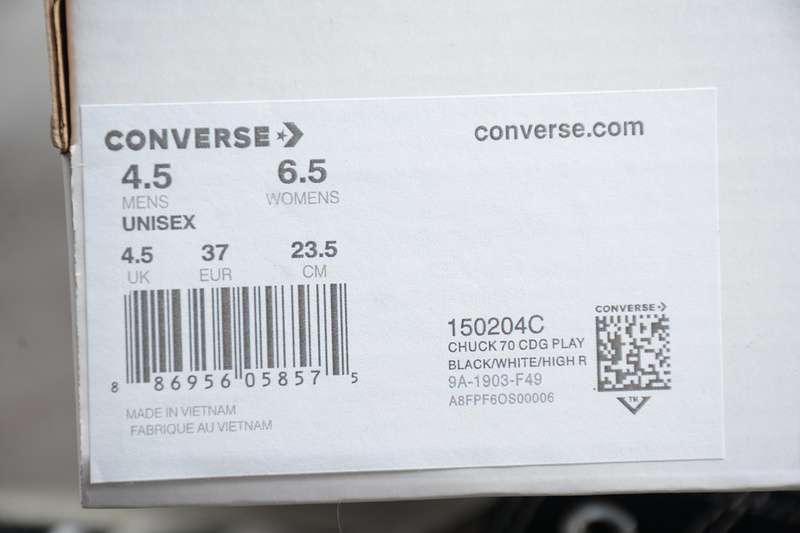 CONVERSE
converse.com
4.5 6.5
MENS WOMENS
UNISEX
4.5 37 23.5
UK EUR CM
8 86956 05857 5
MADE IN VIETNAM
FABRIQUE AU VIETNAM
CONVERSE
150204C
CHUCK 70 CDG PLAY
BLACK/WHITE/HIGH R
9A-1903-F49
A8FPF6OS00006
TM